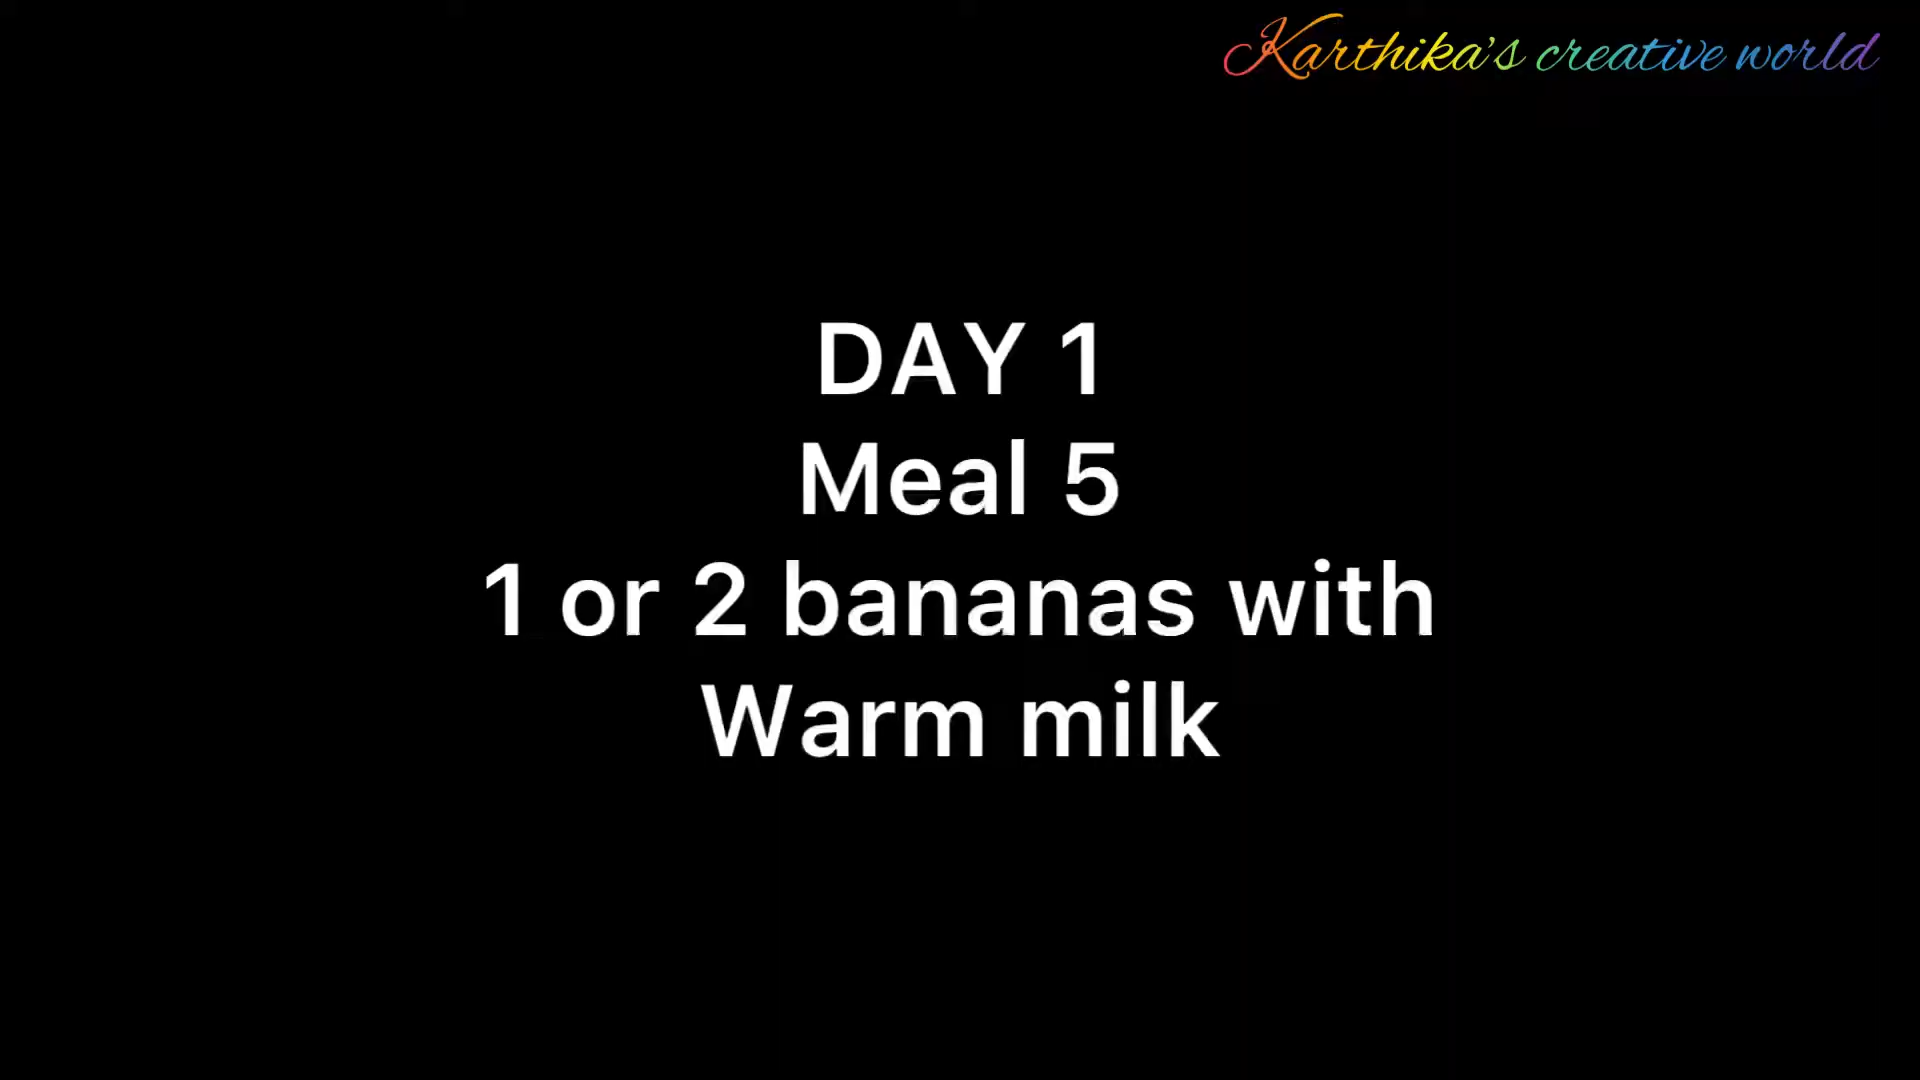 Karthika's creative world
DAY 1
Meal 5
1 or 2 bananas with
Warm milk